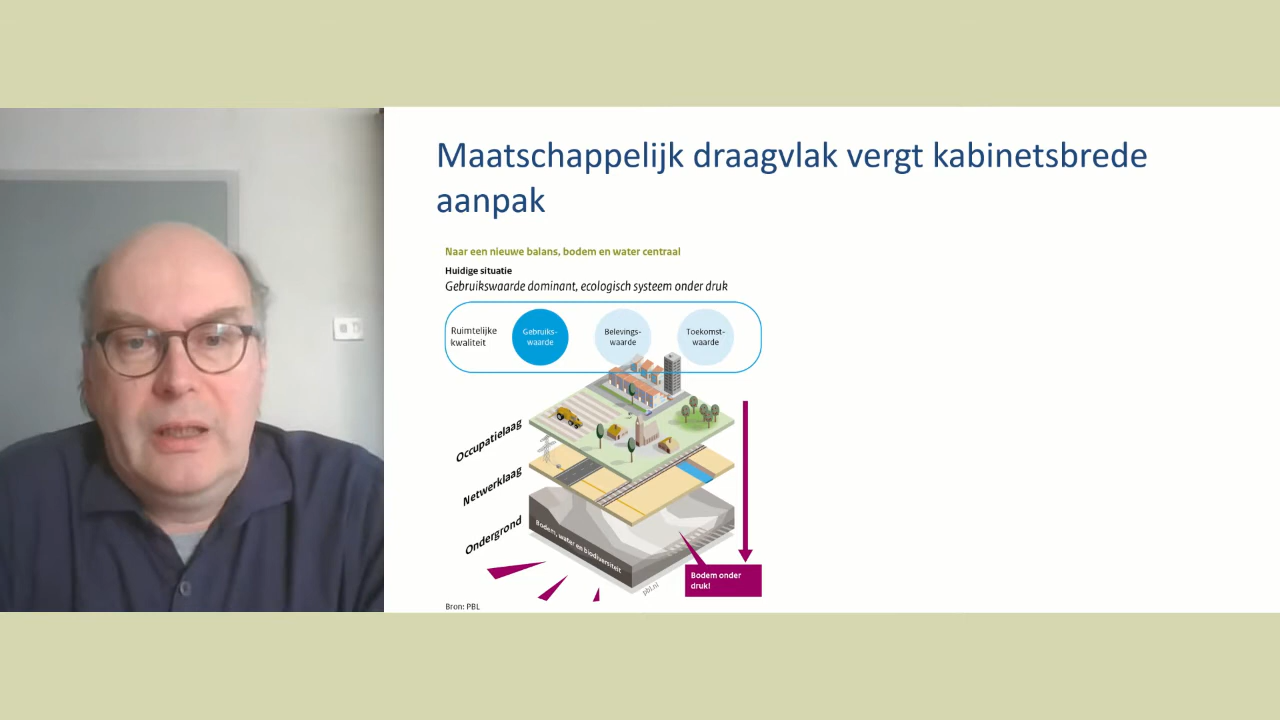 Maatschappelijk draagvlak vergt kabinetsbrede
aanpak
Naar een nieuwe balans, bodem en water centraal
Huidige situatie
Gebruikswaarde dominant, ecologisch systeem onder druk
Ruimtelijke
kwaliteit
Gebruiks-
waarde
Belevings-
waarde
Toekomst-
waarde
Occupatielaag
Netwerklaag
Ondergrond
Bodem, water en biodiversiteit
pbl.nl
Bodem onder
druk!
Bron: PBL